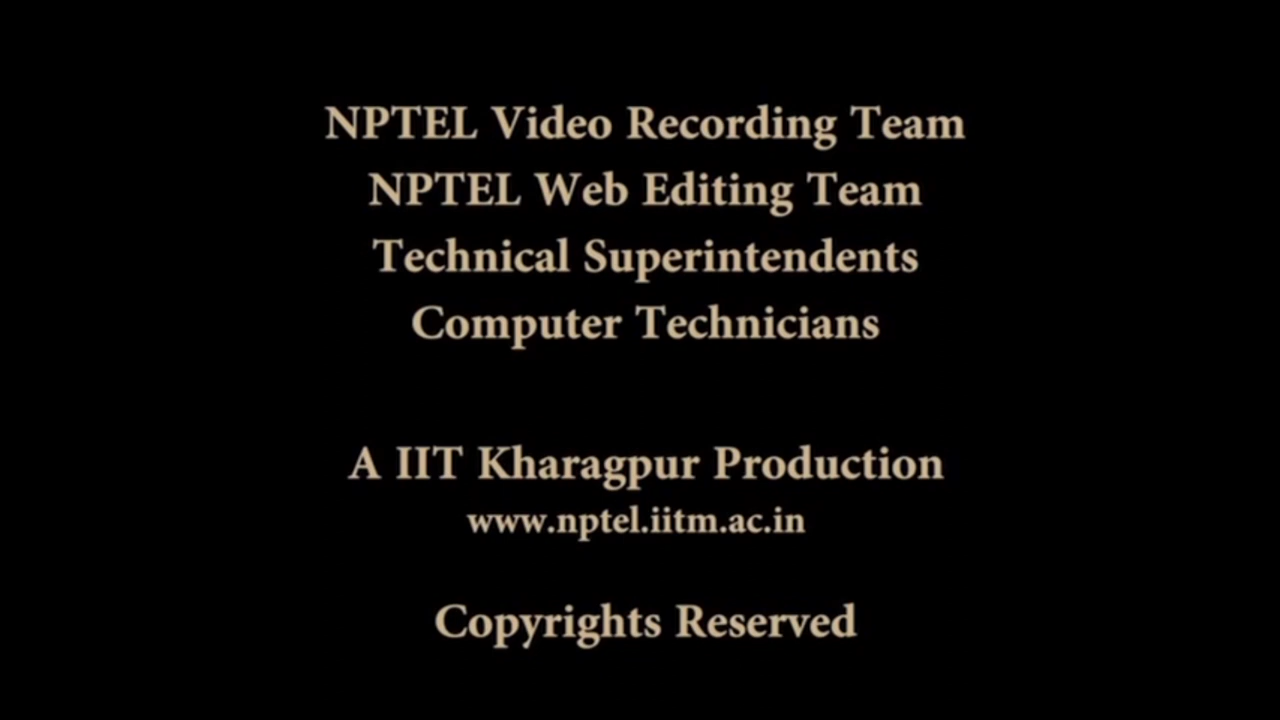 NPTEL Video Recording Team
NPTEL Web Editing Team
Technical Superintendents
Computer Technicians
A IIT Kharagpur Production
www.nptel.iitm.ac.in
Copyrights Reserved